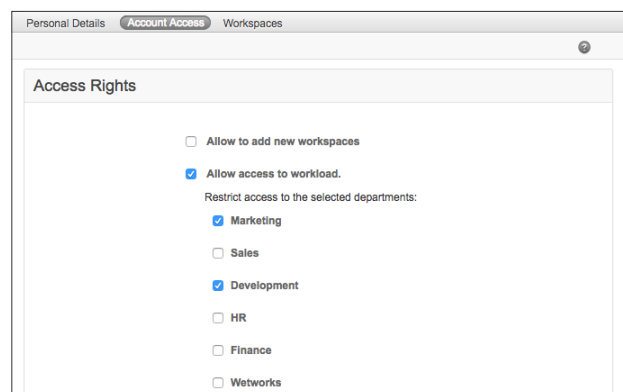 Personal Details Account Access Workspaces
?
Access Rights
Allow to add new workspaces
Allow access to workload.
Restrict access to the selected departments:
Marketing
Sales
Development
HR
Finance
Wetworks